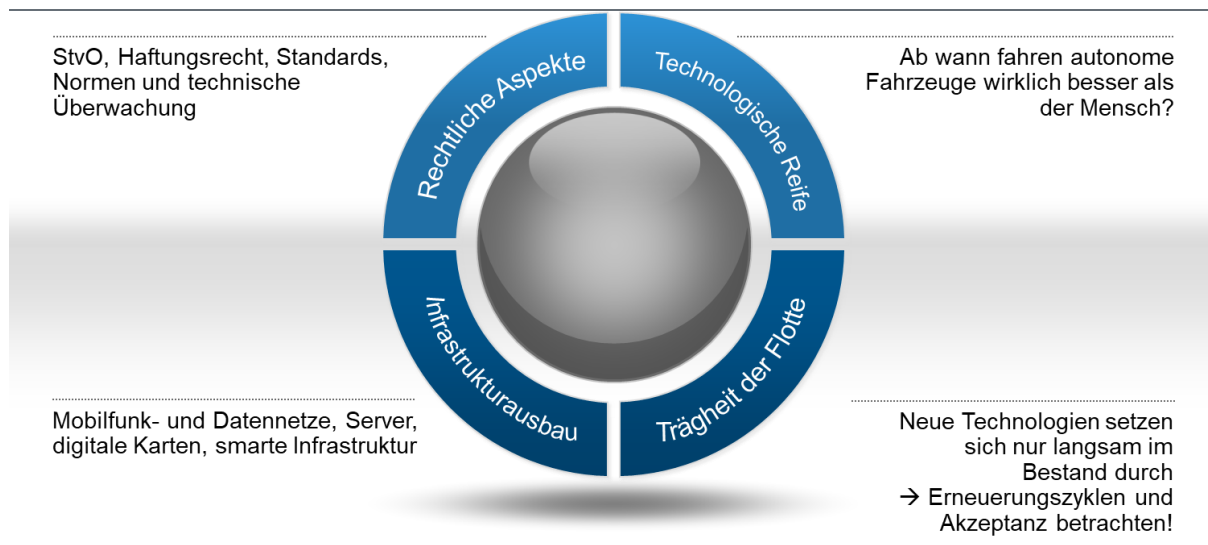 StvO, Haftungsrecht, Standards,
Normen und technische
Überwachung
Rechtliche Aspekte
Technologische Reife
Ab wann fahren autonome
Fahrzeuge wirklich besser als
der Mensch?
Mobilfunk- und Datennetze, Server,
digitale Karten, smarte Infrastruktur
Infrastrukturausbau
Trägheit der Flotte
Neue Technologien setzen
sich nur langsam im
Bestand durch
→ Erneuerungszyklen und
Akzeptanz betrachten!